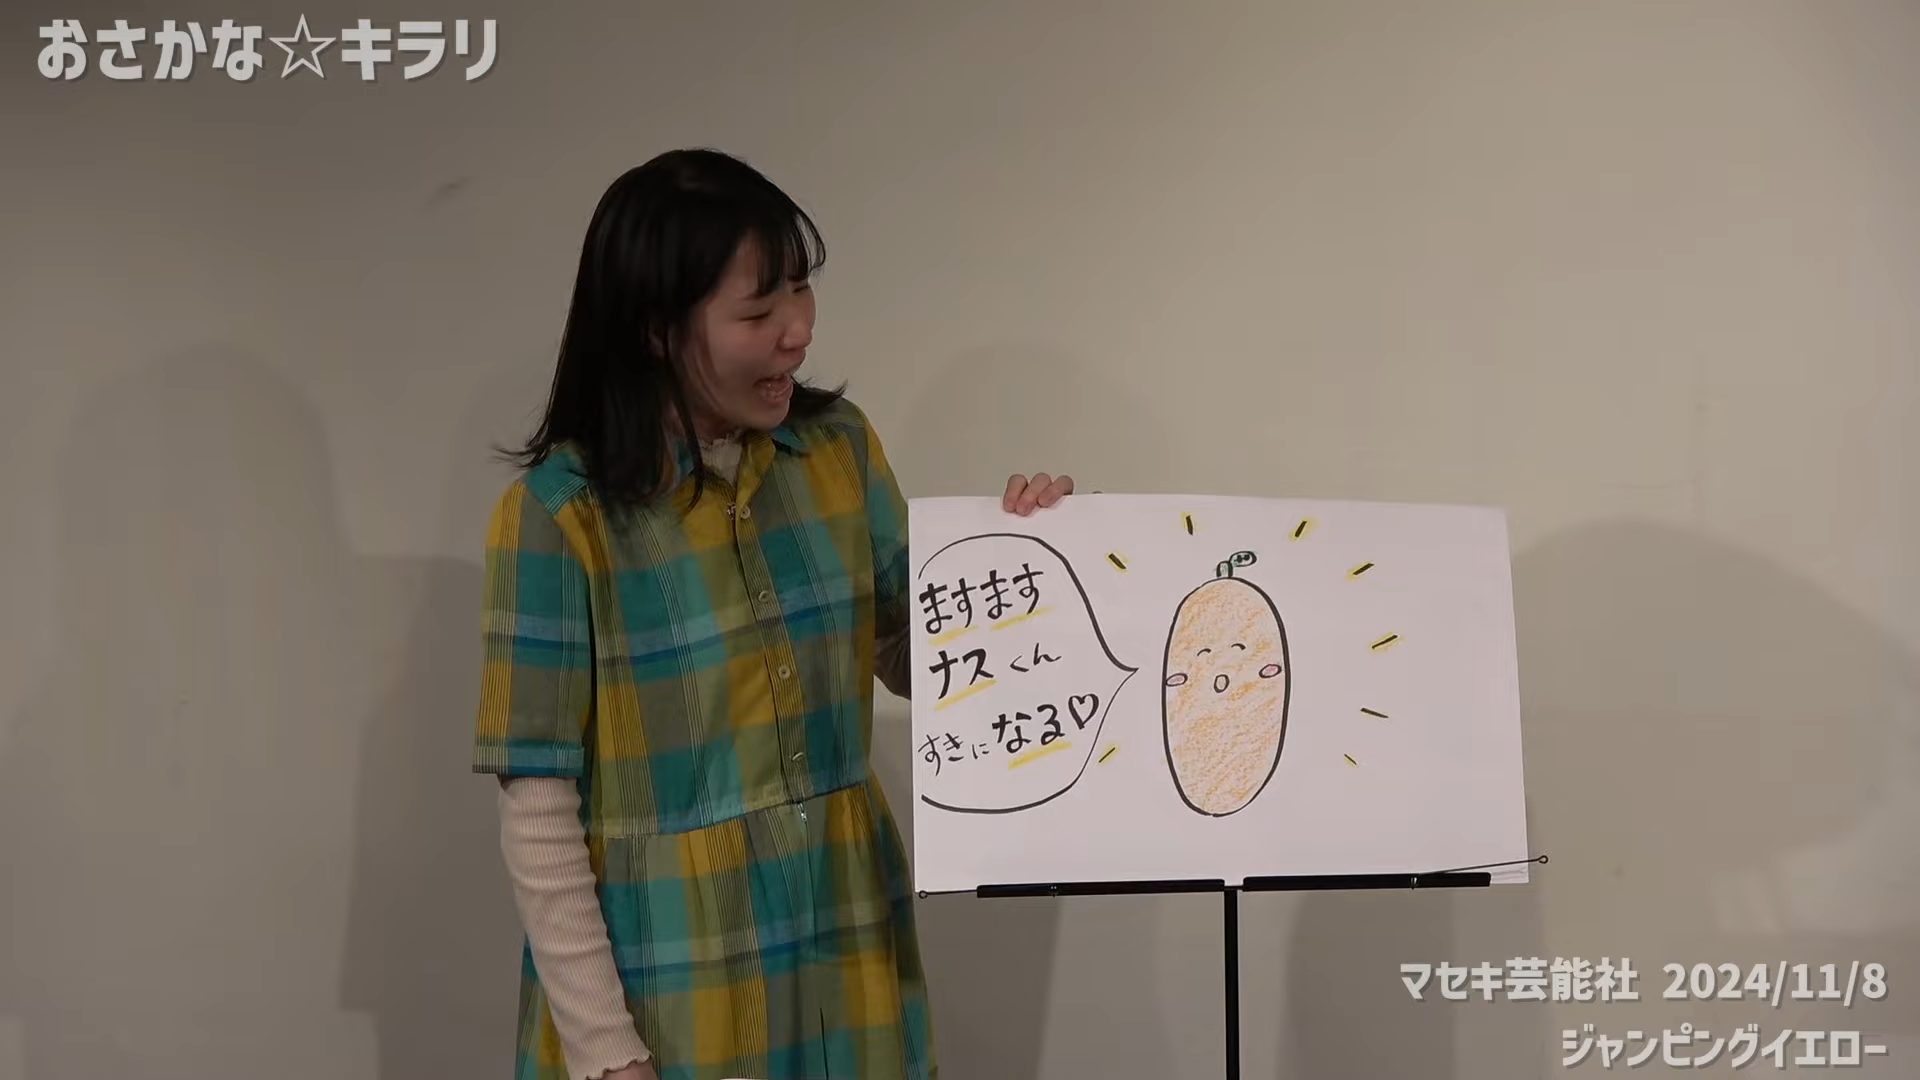 おさかな☆キラリ
ますます
ナスくん
すきになる♡
マセキ芸能社 2024/11/8
ジャンピングイエロー